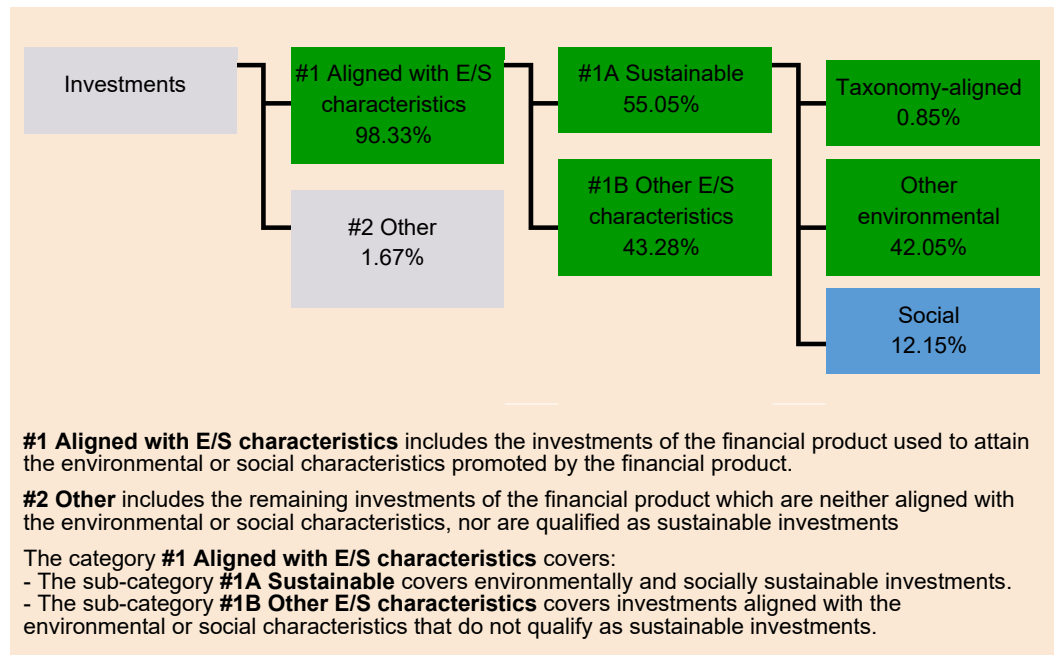 Investments
#1 Aligned with E/S
characteristics
98.33%
#2 Other
1.67%
#1A Sustainable
55.05%
#1B Other E/S
characteristics
43.28%
Taxonomy-aligned
0.85%
Other
environmental
42.05%
Social
12.15%
#1 Aligned with E/S characteristics includes the investments of the financial product used to attain
the environmental or social characteristics promoted by the financial product.
#2 Other includes the remaining investments of the financial product which are neither aligned with
the environmental or social characteristics, nor are qualified as sustainable investments
The category #1 Aligned with E/S characteristics covers:
- The sub-category #1A Sustainable covers environmentally and socially sustainable investments.
- The sub-category #1B Other E/S characteristics covers investments aligned with the
environmental or social characteristics that do not qualify as sustainable investments.